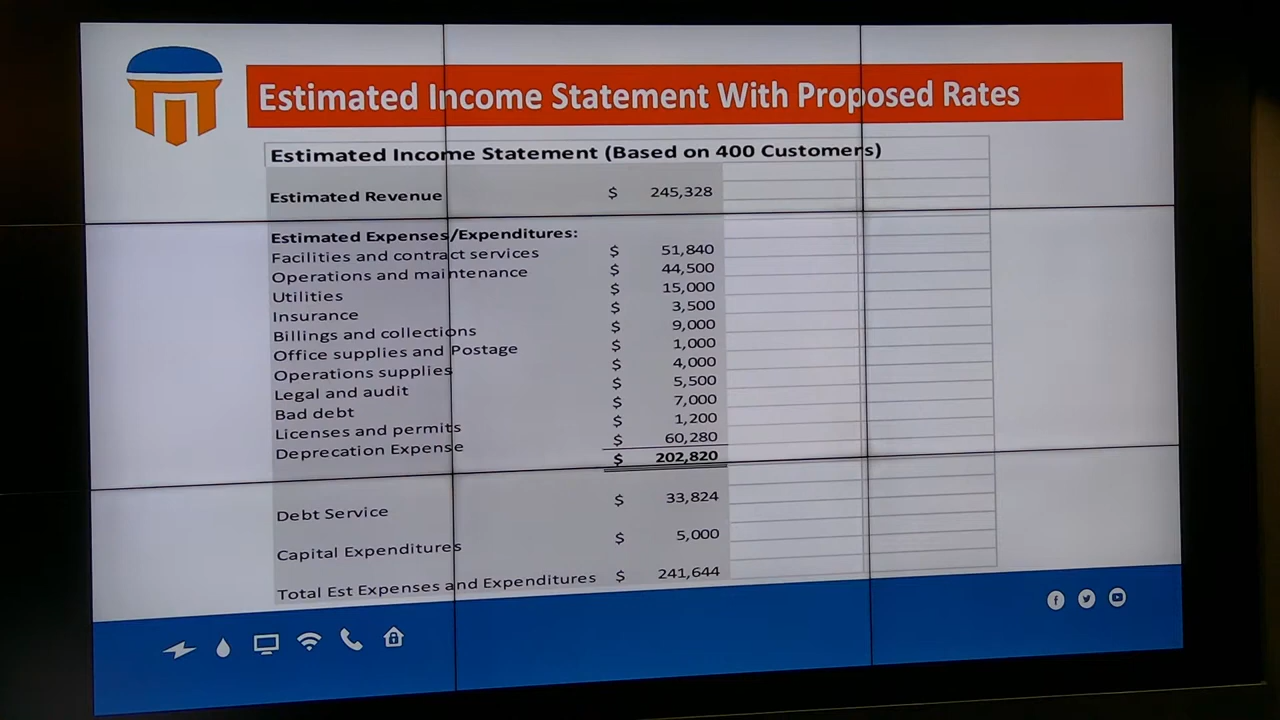 Estimated Income Statement With Proposed Rates
Estimated Income Statement (Based on 400 Customers)
Estimated Revenue $ 245,328
Estimated Expenses/Expenditures:
Facilities and contract services $ 51,840
Operations and maintenance $ 44,500
Utilities $ 15,000
Insurance $ 3,500
Billings and collections $ 9,000
Office supplies and Postage $ 1,000
Operations supplies $ 4,000
Legal and audit $ 5,500
Bad debt $ 7,000
Licenses and permits $ 1,200
Deprecation Expense $ 60,280
$ 202,820
Debt Service $ 33,824
Capital Expenditures $ 5,000
Total Est Expenses and Expenditures $ 241,644